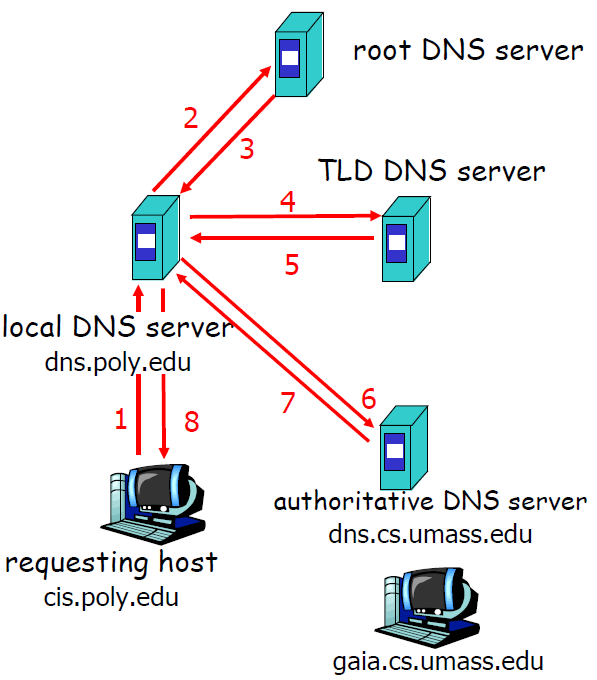 root DNS server
2
3
TLD DNS server
4
5
local DNS server
dns.poly.edu
1
8
7
6
authoritative DNS server
dns.cs.umass.edu
requesting host
cis.poly.edu
gaia.cs.umass.edu